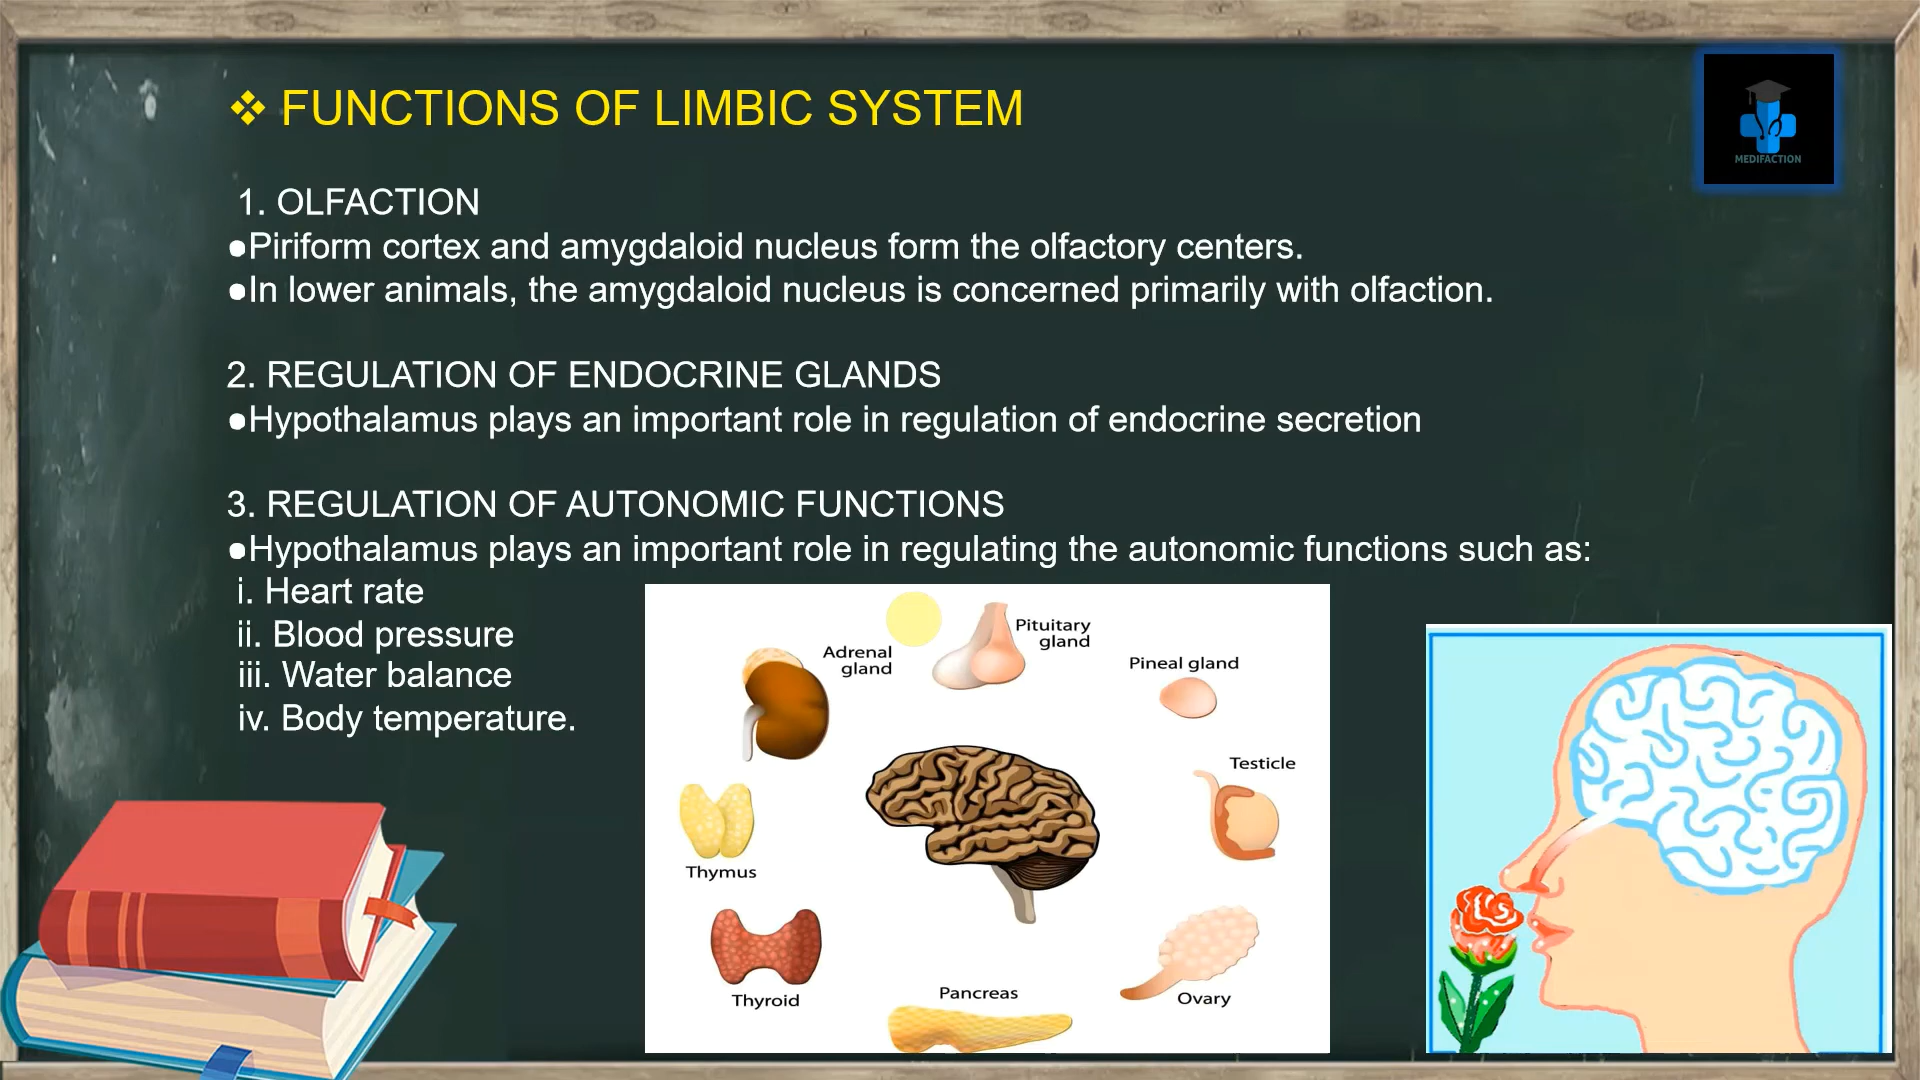 ❖ FUNCTIONS OF LIMBIC SYSTEM
MEDIFACTION
1. OLFACTION
●Piriform cortex and amygdaloid nucleus form the olfactory centers.
●In lower animals, the amygdaloid nucleus is concerned primarily with olfaction.
2. REGULATION OF ENDOCRINE GLANDS
●Hypothalamus plays an important role in regulation of endocrine secretion
3. REGULATION OF AUTONOMIC FUNCTIONS
●Hypothalamus plays an important role in regulating the autonomic functions such as:
i. Heart rate
ii. Blood pressure
iii. Water balance
iv. Body temperature.
Adrenal
gland
Pituitary
gland
Pineal gland
Testicle
Thymus
Thyroid
Pancreas
Ovary